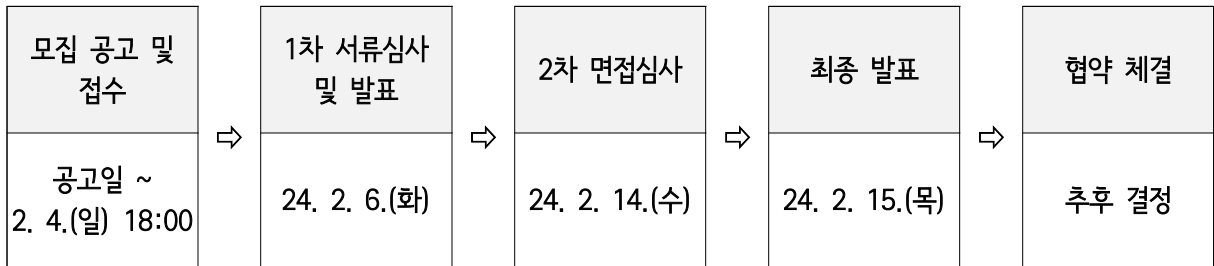 모집 공고 및
접수
⇨
1차 서류심사
및 발표
⇨
2차 면접심사
⇨
최종 발표
⇨
협약 체결
공고일 ~
2. 4.(일) 18:00
24. 2. 6.(화)
24. 2. 14.(수)
24. 2. 15.(목)
추후 결정